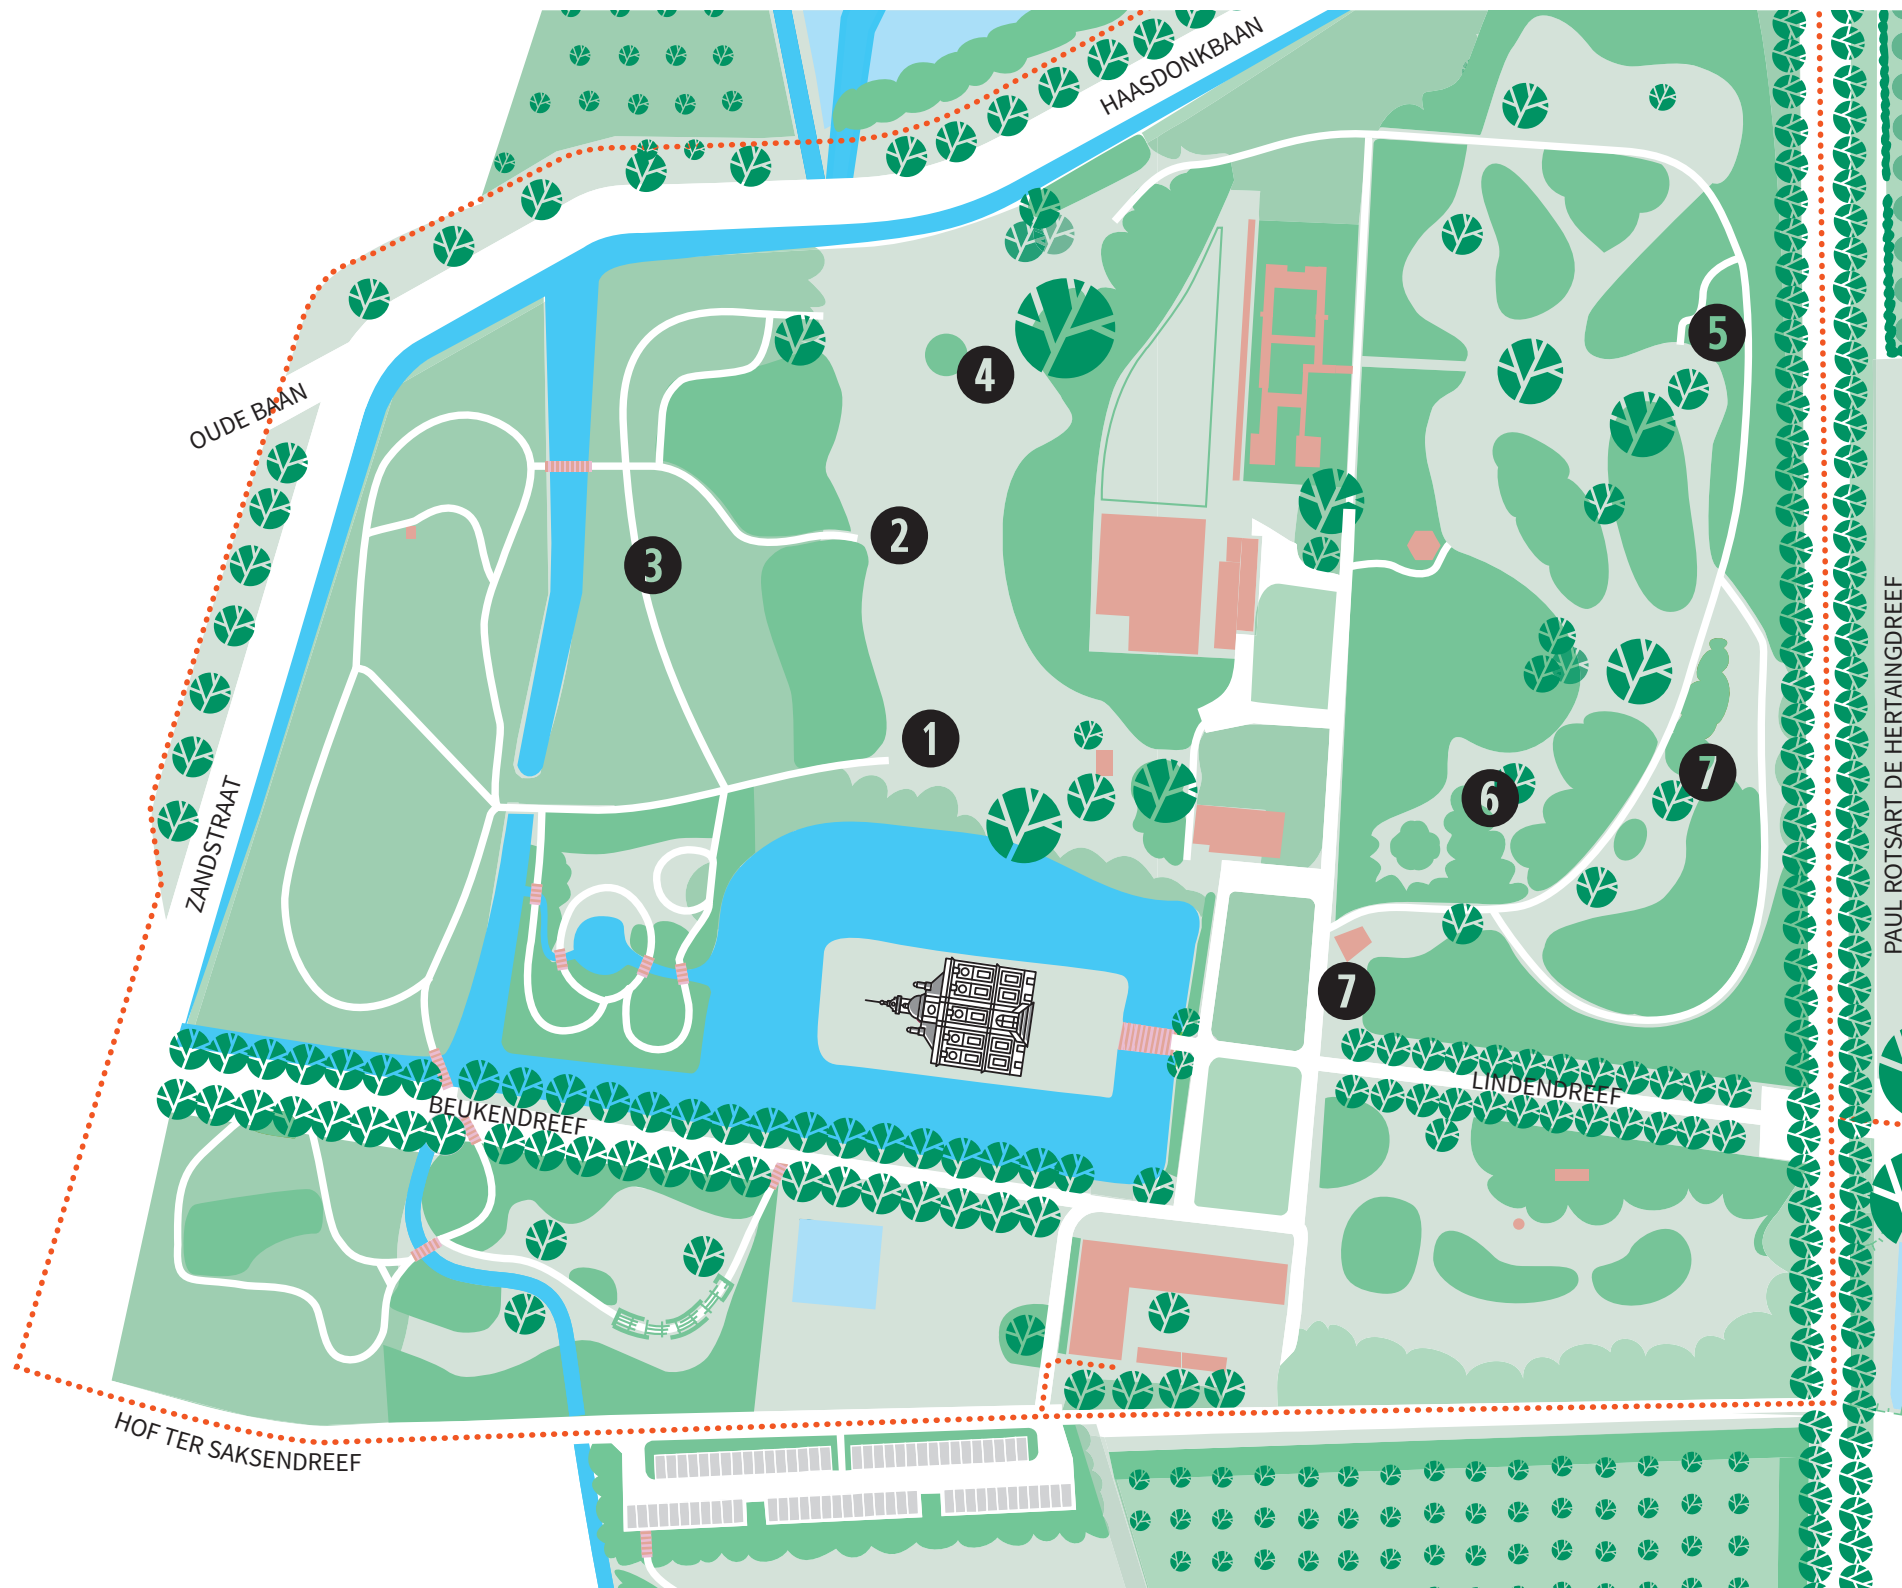 HAASDONKBAAN
5
4
OUDE BAAN
2
3
PAUL ROTSART DE HERTAINGDREEF
1
7
6
ZANDSTRAAT
7
LINDENDREEF
BEUKENDREEF
HOF TER SAKSENDREEF